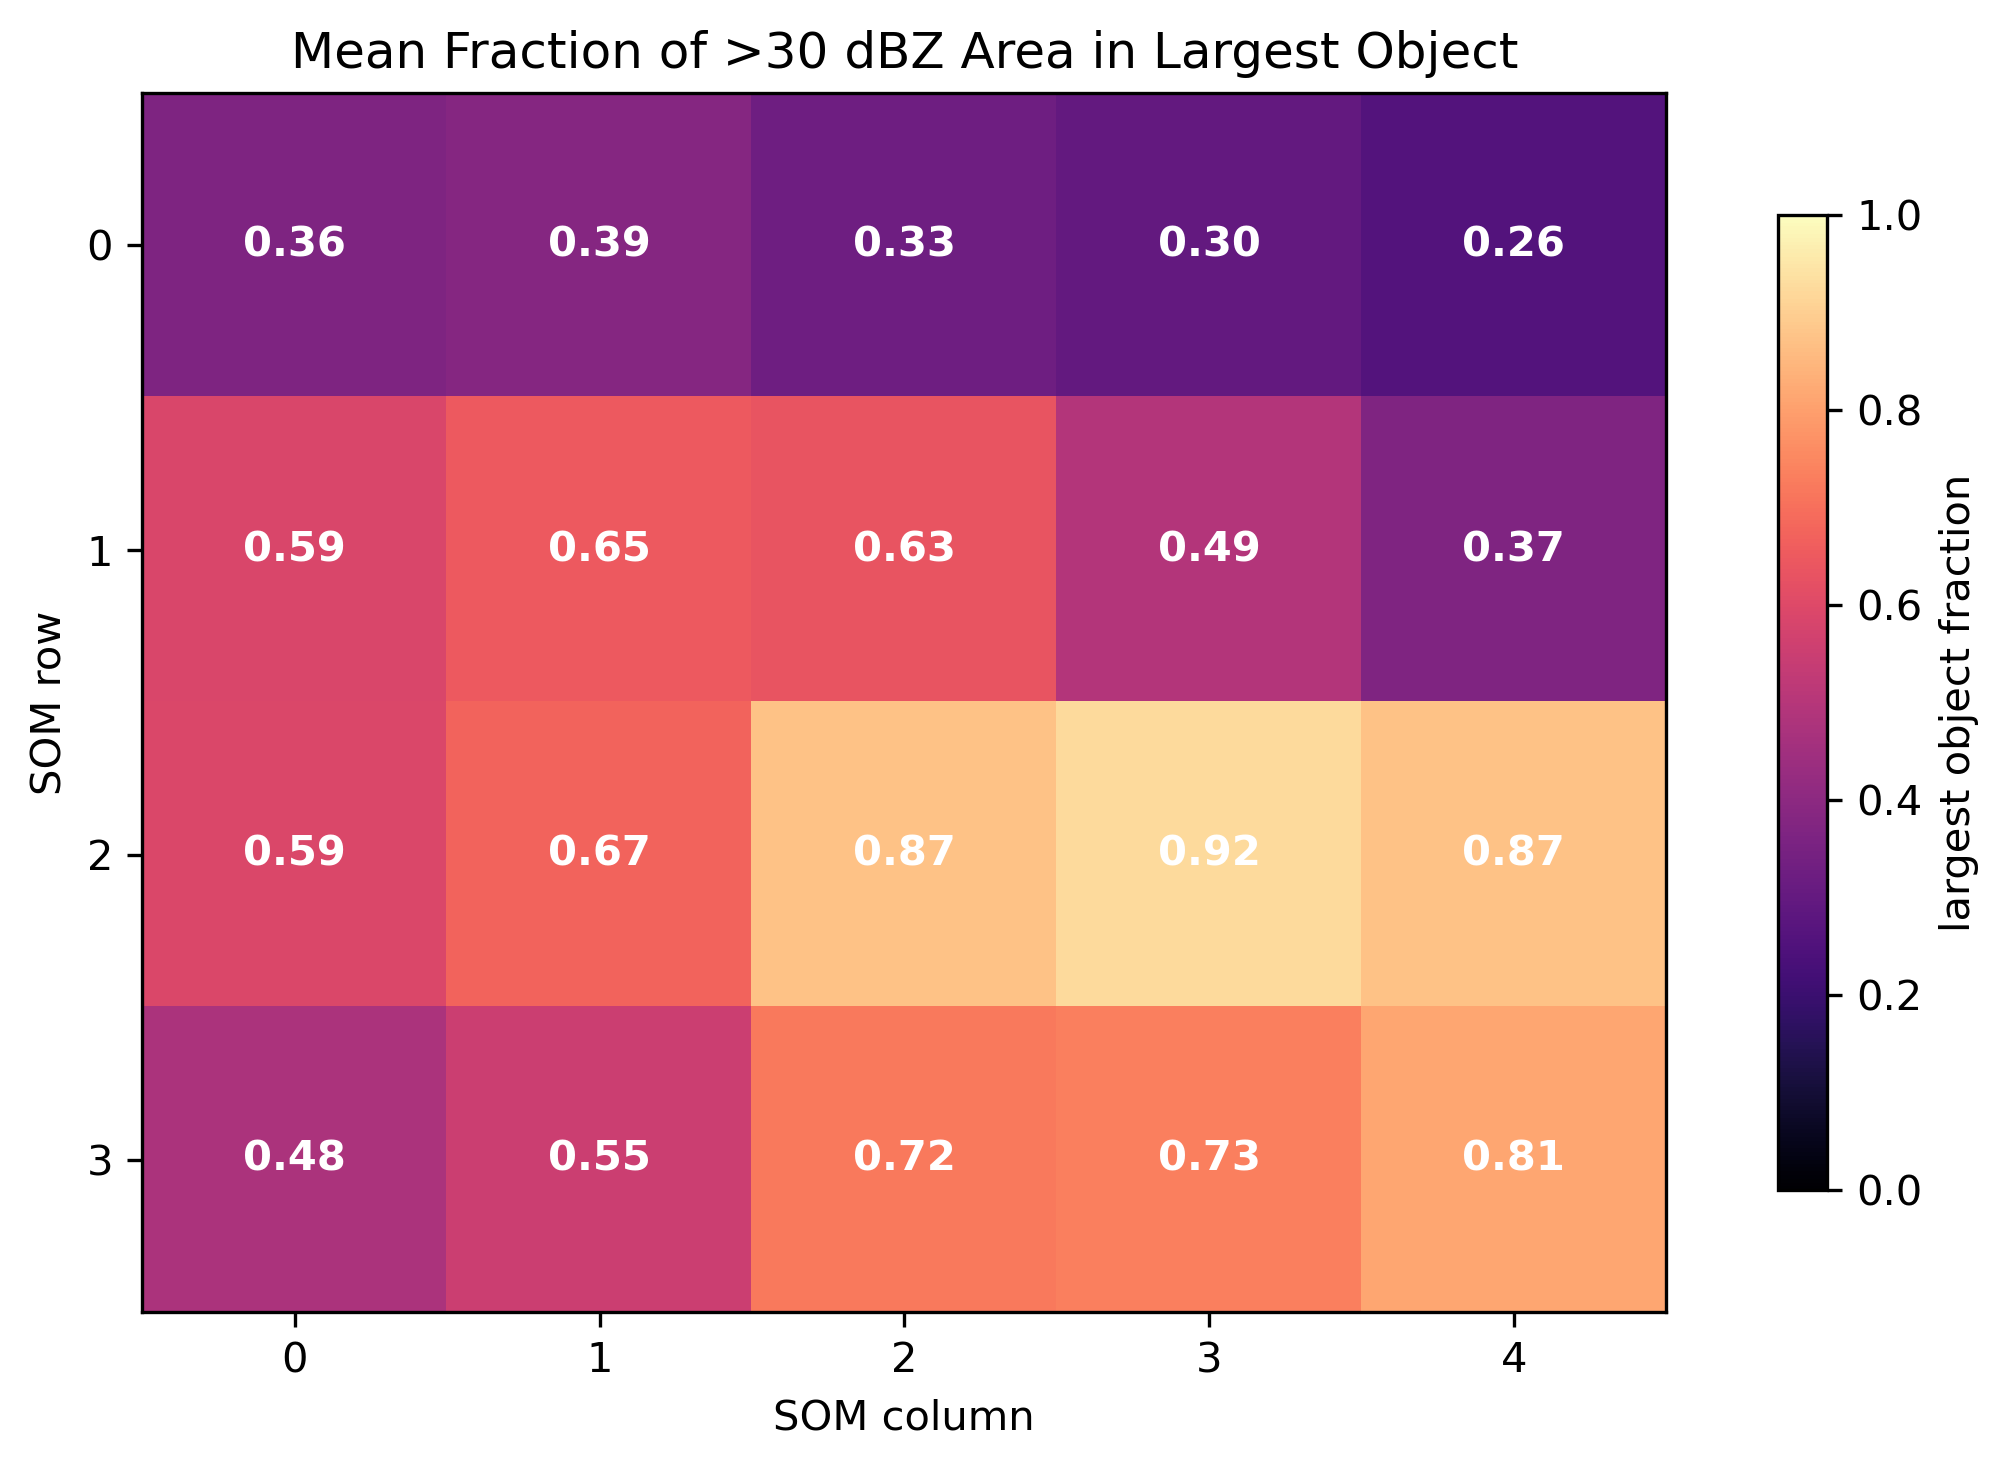 Mean Fraction of >30 dBZ Area in Largest Object
0 0.36 0.39 0.33 0.30 0.26
1 0.59 0.65 0.63 0.49 0.37
2 0.59 0.67 0.87 0.92 0.87
3 0.48 0.55 0.72 0.73 0.81
0 1 2 3 4
SOM column
SOM row
1.0
0.8
0.6
0.4
0.2
0.0
largest object fraction